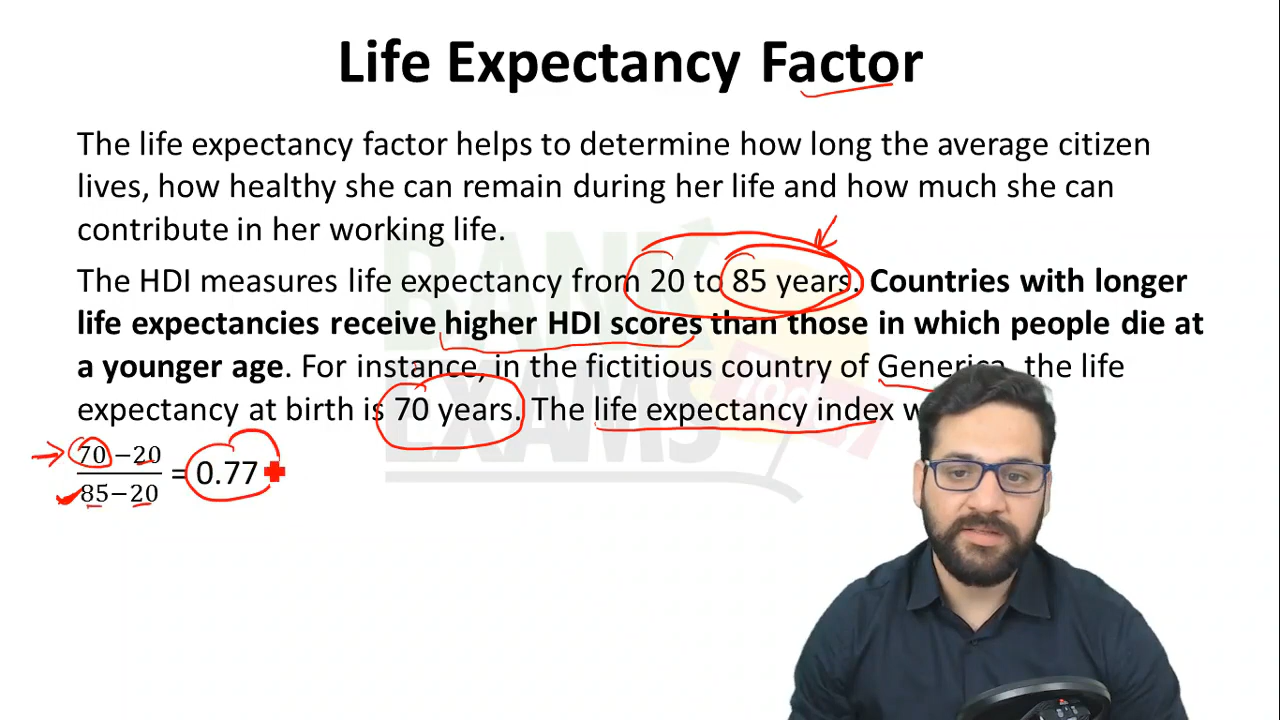 Life Expectancy Factor
The life expectancy factor helps to determine how long the average citizen
lives, how healthy she can remain during her life and how much she can
contribute in her working life.
The HDI measures life expectancy from 20 to 85 years. Countries with longer
life expectancies receive higher HDI scores than those in which people die at
a younger age. For instance, in the fictitious country of Generica, the life
expectancy at birth is 70 years. The life expectancy index
70 −20
85−20
= 0.77
BANK
EXAMS
today